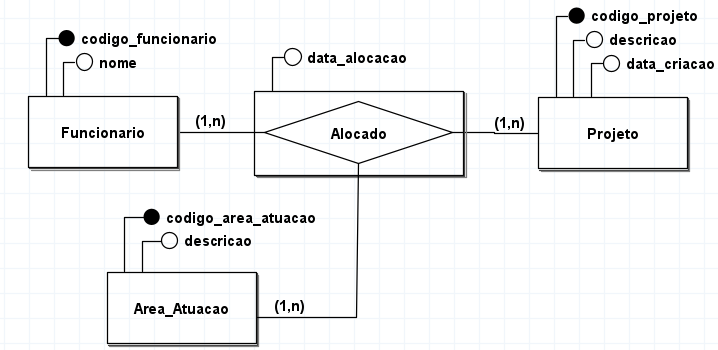 codigo_funcionario
nome
Funcionario
(1,n)
data_alocacao
Alocado
(1,n)
codigo_projeto
descricao
data_criacao
Projeto
codigo_area_atuacao
descricao
Area_Atuacao
(1,n)